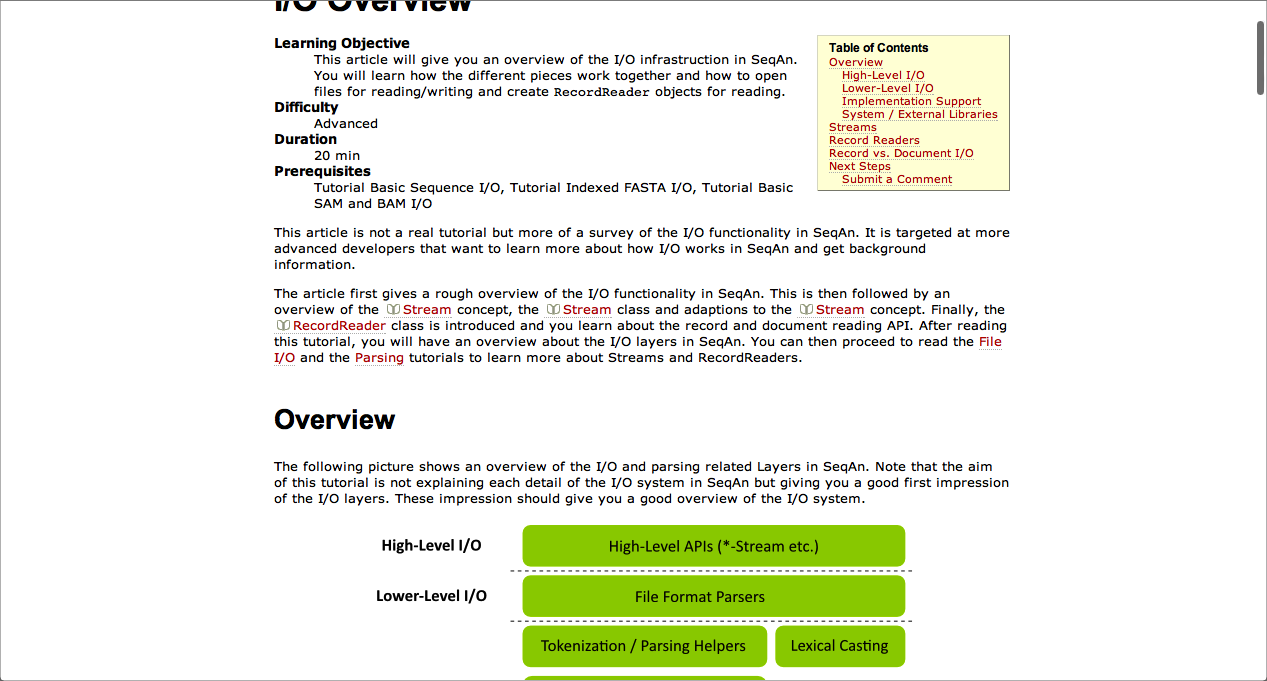 I/O Overview
Learning Objective
This article will give you an overview of the I/O infrastruction in SeqAn.
You will learn how the different pieces work together and how to open
files for reading/writing and create RecordReader objects for reading.
Difficulty
Advanced
Duration
20 min
Prerequisites
Tutorial Basic Sequence I/O, Tutorial Indexed FASTA I/O, Tutorial Basic
SAM and BAM I/O
Table of Contents
Overview
High-Level I/O
Lower-Level I/O
Implementation Support
System / External Libraries
Streams
Record Readers
Record vs. Document I/O
Next Steps
Submit a Comment
This article is not a real tutorial but more of a survey of the I/O functionality in SeqAn. It is targeted at more
advanced developers that want to learn more about how I/O works in SeqAn and get background
information.
The article first gives a rough overview of the I/O functionality in SeqAn. This is then followed by an
overview of the Stream concept, the Stream class and adaptions to the Stream concept. Finally, the
RecordReader class is introduced and you learn about the record and document reading API. After reading
this tutorial, you will have an overview about the I/O layers in SeqAn. You can then proceed to read the File
I/O and the Parsing tutorials to learn more about Streams and RecordReaders.
Overview
The following picture shows an overview of the I/O and parsing related Layers in SeqAn. Note that the aim
of this tutorial is not explaining each detail of the I/O system in SeqAn but giving you a good first impression
of the I/O layers. These impression should give you a good overview of the I/O system.
High-Level I/O
High-Level APIs (*-Stream etc.)
Lower-Level I/O
File Format Parsers
Tokenization / Parsing Helpers
Lexical Casting